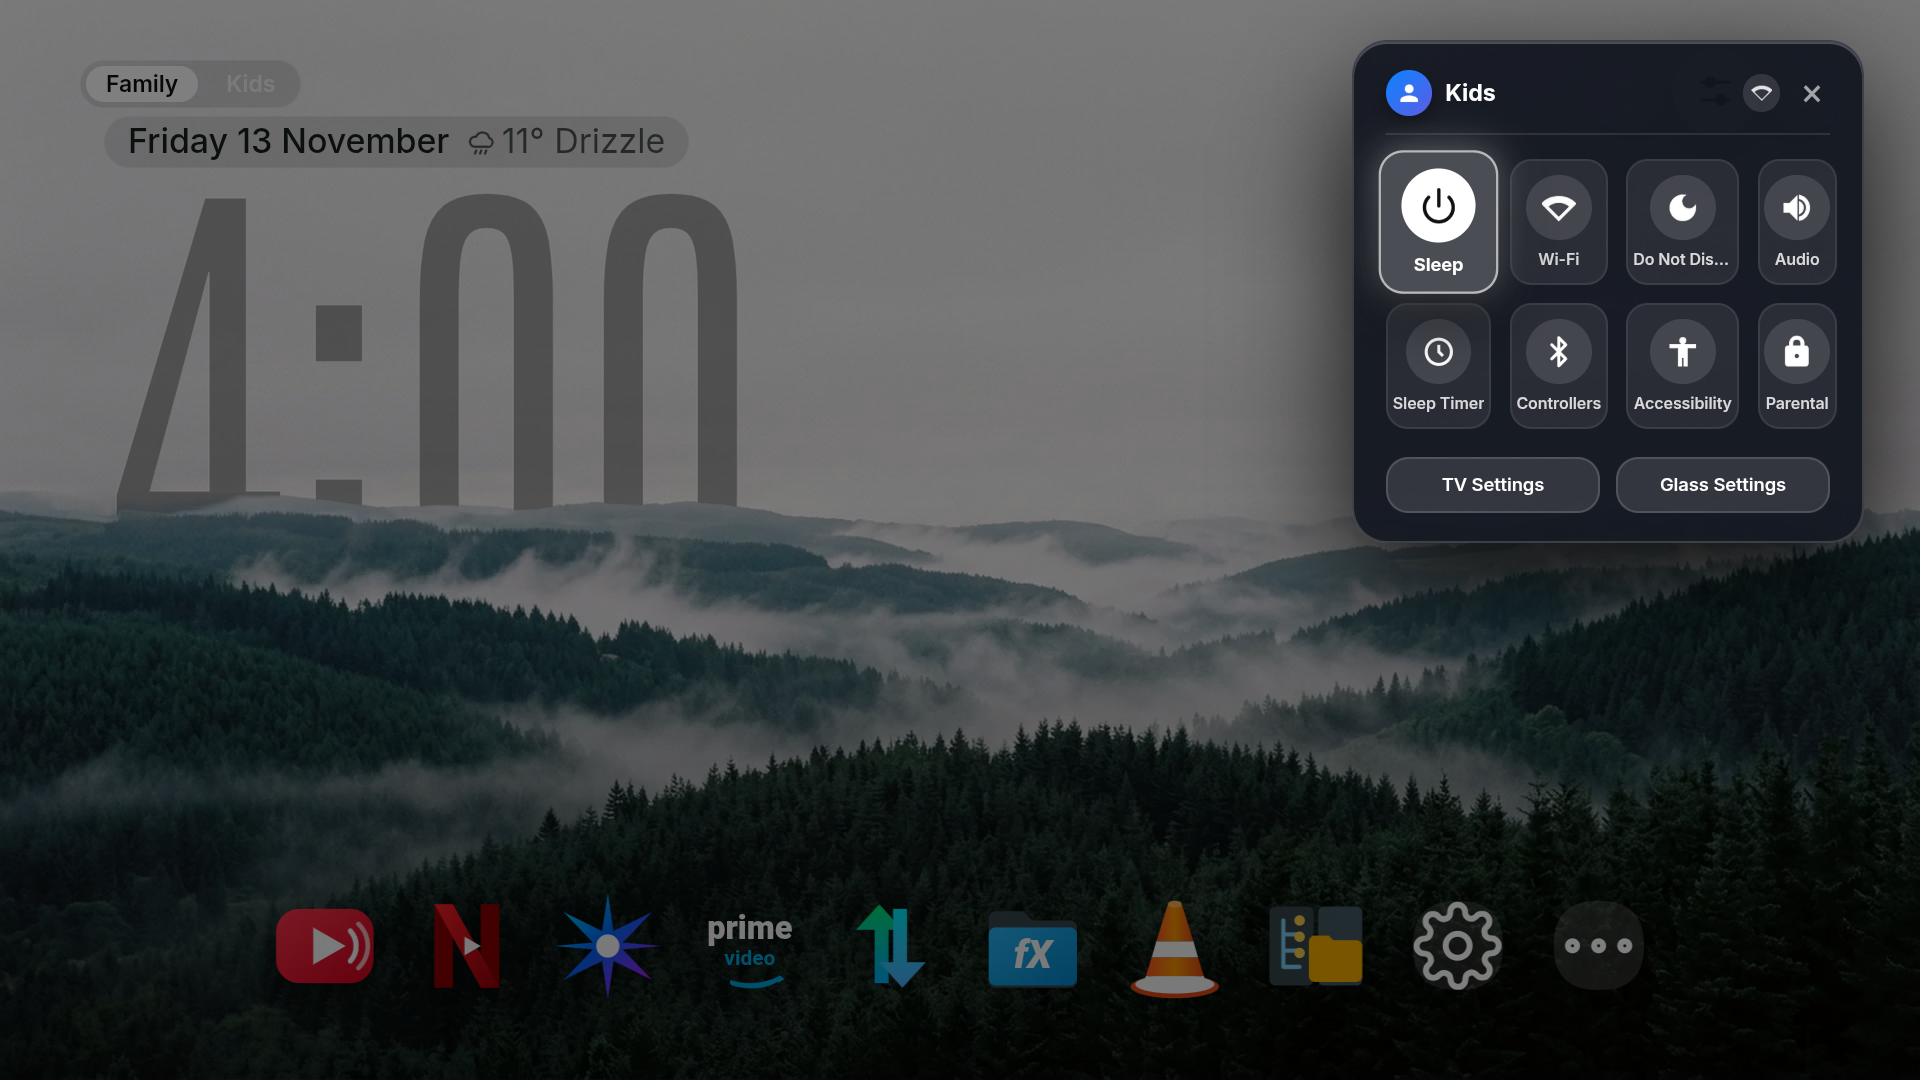 Family Kids
Friday 13 November 11° Drizzle
4:00
Kids
Sleep Wi-Fi Do Not Dis... Audio
Sleep Timer Controllers Accessibility Parental
TV Settings Glass Settings
N prime video fX